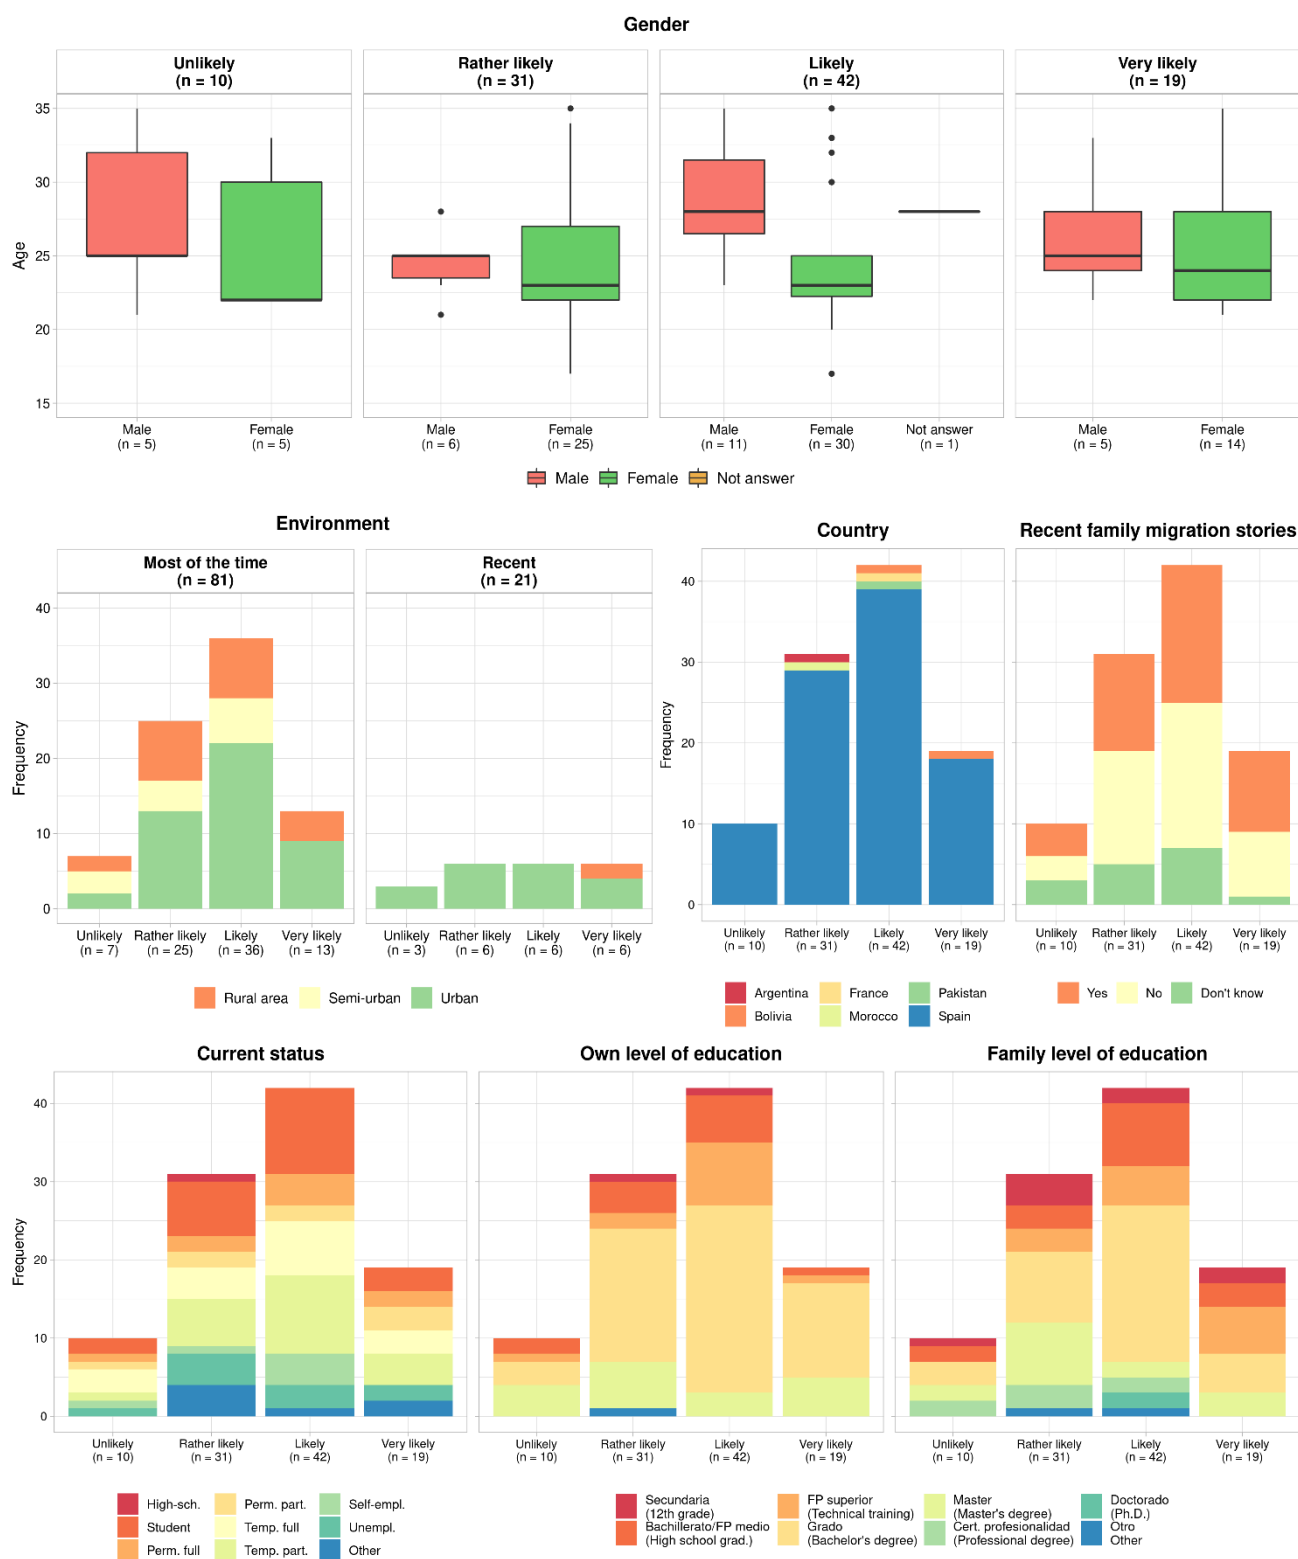 Gender
Unlikely
(n = 10)
Rather likely
(n = 31)
Likely
(n = 42)
Very likely
(n = 19)
Age
35
30
25
20
15
Male
(n = 5)
Female
(n = 5)
Male
(n = 6)
Female
(n = 25)
Male
(n = 11)
Female
(n = 30)
Not answer
(n = 1)
Male
(n = 5)
Female
(n = 14)
Male Female Not answer
Environment
Most of the time
(n = 81)
Recent
(n = 21)
Frequency
40
30
20
10
0
Unlikely
(n = 7)
Rather likely
(n = 25)
Likely
(n = 36)
Very likely
(n = 13)
Unlikely
(n = 3)
Rather likely
(n = 6)
Likely
(n = 6)
Very likely
(n = 6)
Rural area Semi-urban Urban
Country
Recent family migration stories
Frequency
40
30
20
10
0
Unlikely
(n = 10)
Rather likely
(n = 31)
Likely
(n = 42)
Very likely
(n = 19)
Unlikely
(n = 10)
Rather likely
(n = 31)
Likely
(n = 42)
Very likely
(n = 19)
Argentina France Pakistan
Bolivia Morocco Spain
Yes No Don't know
Current status
Own level of education
Family level of education
Frequency
40
30
20
10
0
Unlikely
(n = 10)
Rather likely
(n = 31)
Likely
(n = 42)
Very likely
(n = 19)
Unlikely
(n = 10)
Rather likely
(n = 31)
Likely
(n = 42)
Very likely
(n = 19)
Unlikely
(n = 10)
Rather likely
(n = 31)
Likely
(n = 42)
Very likely
(n = 19)
High-sch. Perm. part. Self-empl.
Student Temp. full Unempl.
Perm. full Temp. part. Other
Secundaria
(12th grade)
FP superior
(Technical training)
Master
(Master's degree)
Doctorado
(Ph.D.)
Bachillerato/FP medio
(High school grad.)
Grado
(Bachelor's degree)
Cert. profesionalidad
(Professional degree)
Otro
Other